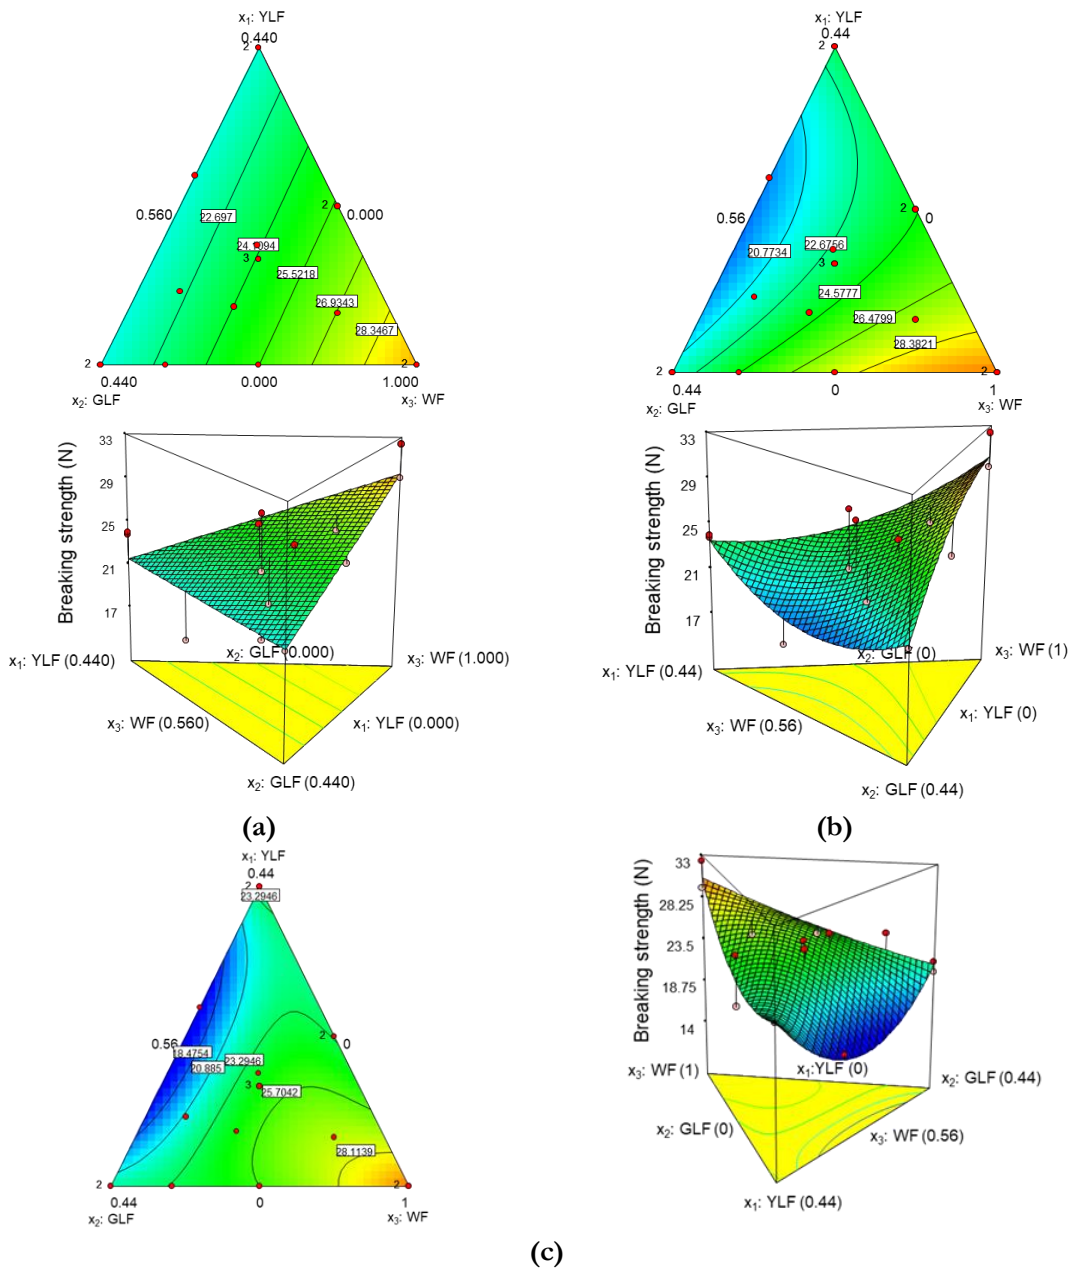 x₁: YLF
0.440
2
22.697
0.560
2
0.000
3
25.5218
26.9343
28.3467
2
2
0.440
0.000
1.000
x₂: GLF
x₃: WF
x₁: YLF
0.44
2
0.56
2
0
20.7734
22.6756
3
24.5777
26.4799
28.3821
2
2
0.44
0
1
x₂: GLF
x₃: WF
Breaking strength (N)
33
29
25
21
17
x₁: YLF (0.440)
x₂: GLF (0.000)
x₃: WF (1.000)
x₃: WF (0.560)
x₁: YLF (0.000)
x₂: GLF (0.440)
(a)
Breaking strength (N)
33
29
25
21
17
x₁: YLF (0.44)
x₂: GLF (0)
x₃: WF (1)
x₃: WF (0.56)
x₁: YLF (0)
x₂: GLF (0.44)
(b)
x₁: YLF
0.44
2
23.2946
0.56
18.4754
20.885
23.2946
2
0
3
25.7042
28.1139
2
2
0.44
0
1
x₂: GLF
x₃: WF
Breaking strength (N)
33
28.25
23.5
18.75
14
x₃: WF (1)
x₁:YLF (0)
x₂: GLF (0.44)
x₂: GLF (0)
x₃: WF (0.56)
x₁: YLF (0.44)
(c)